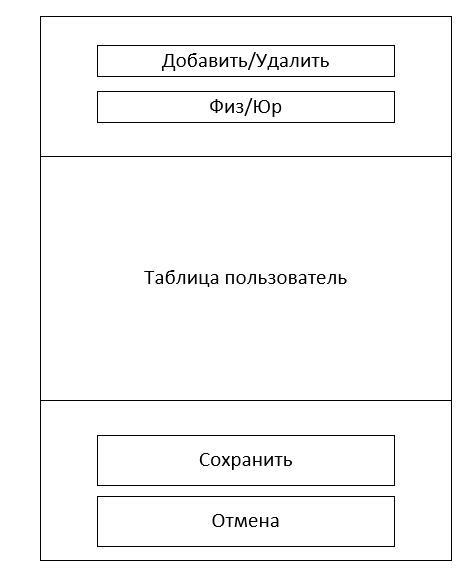 Добавить/Удалить
Физ/Юр
Таблица пользователь
Сохранить
Отмена